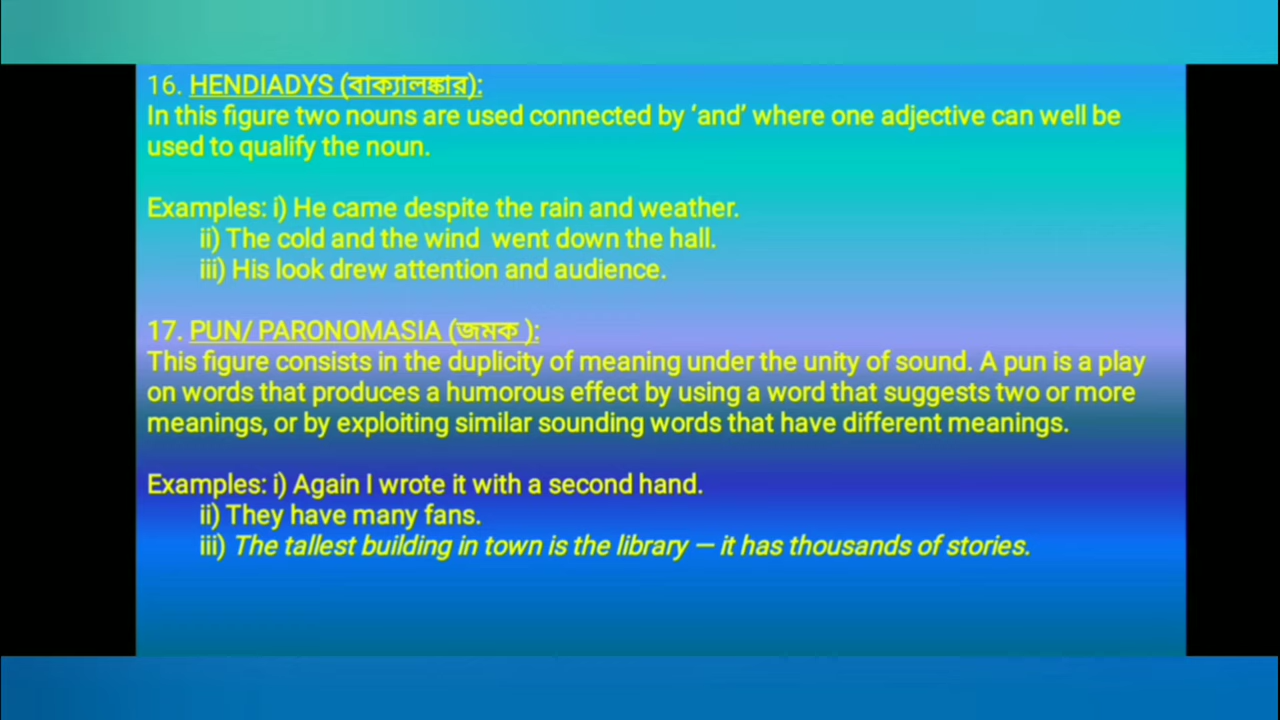 16. HENDIADYS (বাক্যালঙ্কার):
In this figure two nouns are used connected by ‘and’ where one adjective can well be
used to qualify the noun.
Examples: i) He came despite the rain and weather.
ii) The cold and the wind went down the hall.
iii) His look drew attention and audience.
17. PUN/ PARONOMASIA (জমক ):
This figure consists in the duplicity of meaning under the unity of sound. A pun is a play
on words that produces a humorous effect by using a word that suggests two or more
meanings, or by exploiting similar sounding words that have different meanings.
Examples: i) Again I wrote it with a second hand.
ii) They have many fans.
iii) The tallest building in town is the library — it has thousands of stories.